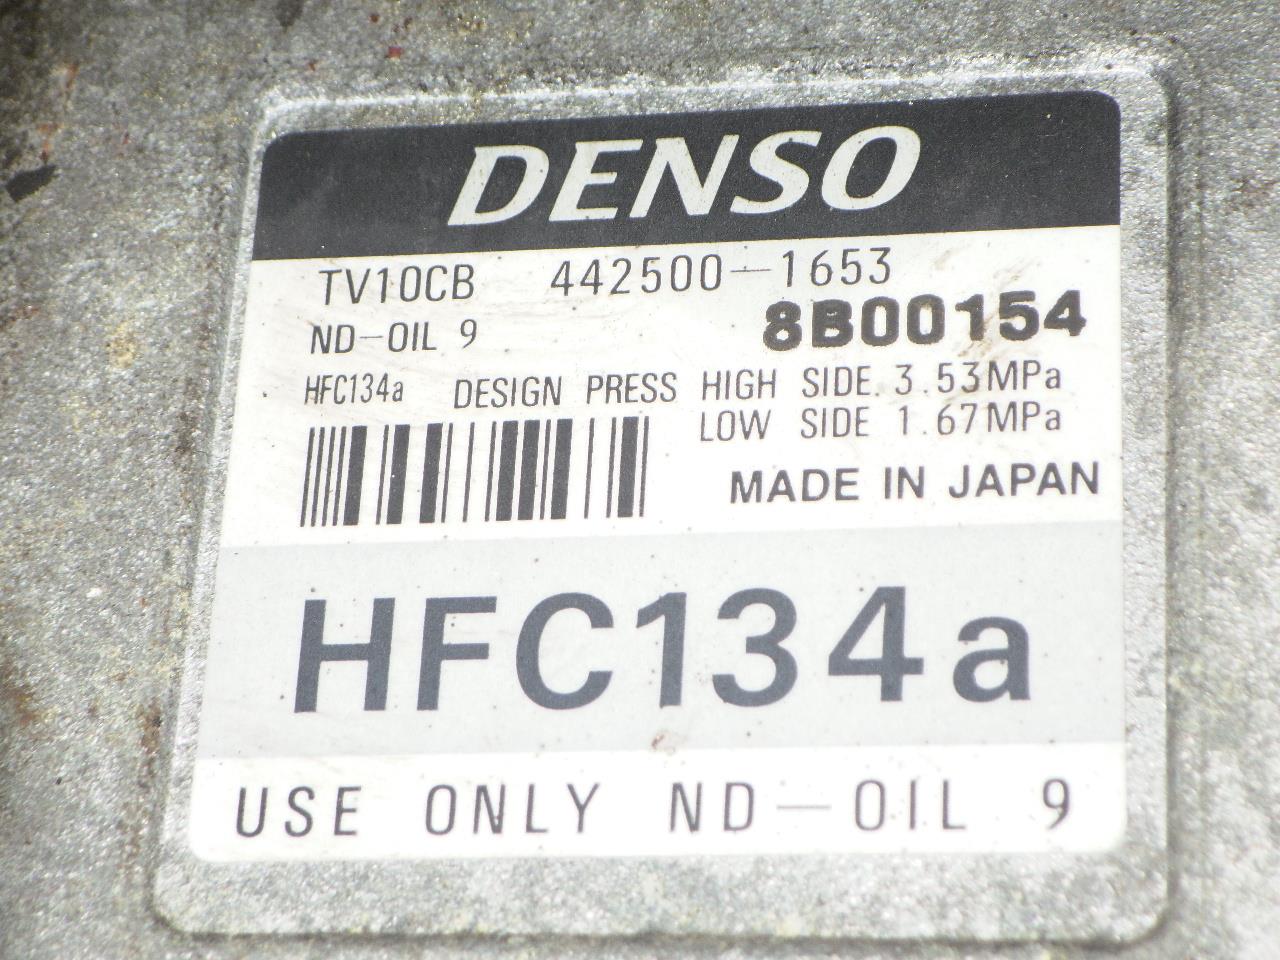 DENSO
TV10CB 442500-1653
ND-OIL 9 8B00154
HFC134a DESIGN PRESS HIGH SIDE 3.53MPa
LOW SIDE 1.67MPa
MADE IN JAPAN
HFC134a
USE ONLY ND-OIL 9